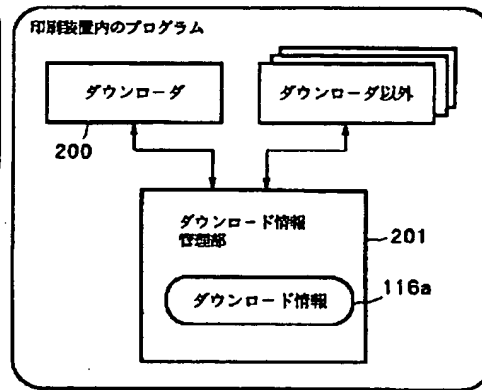 印刷装置内のプログラム
ダウンローダ
ダウンローダ以外
200
ダウンロード情報
管理部
201
ダウンロード情報
116a